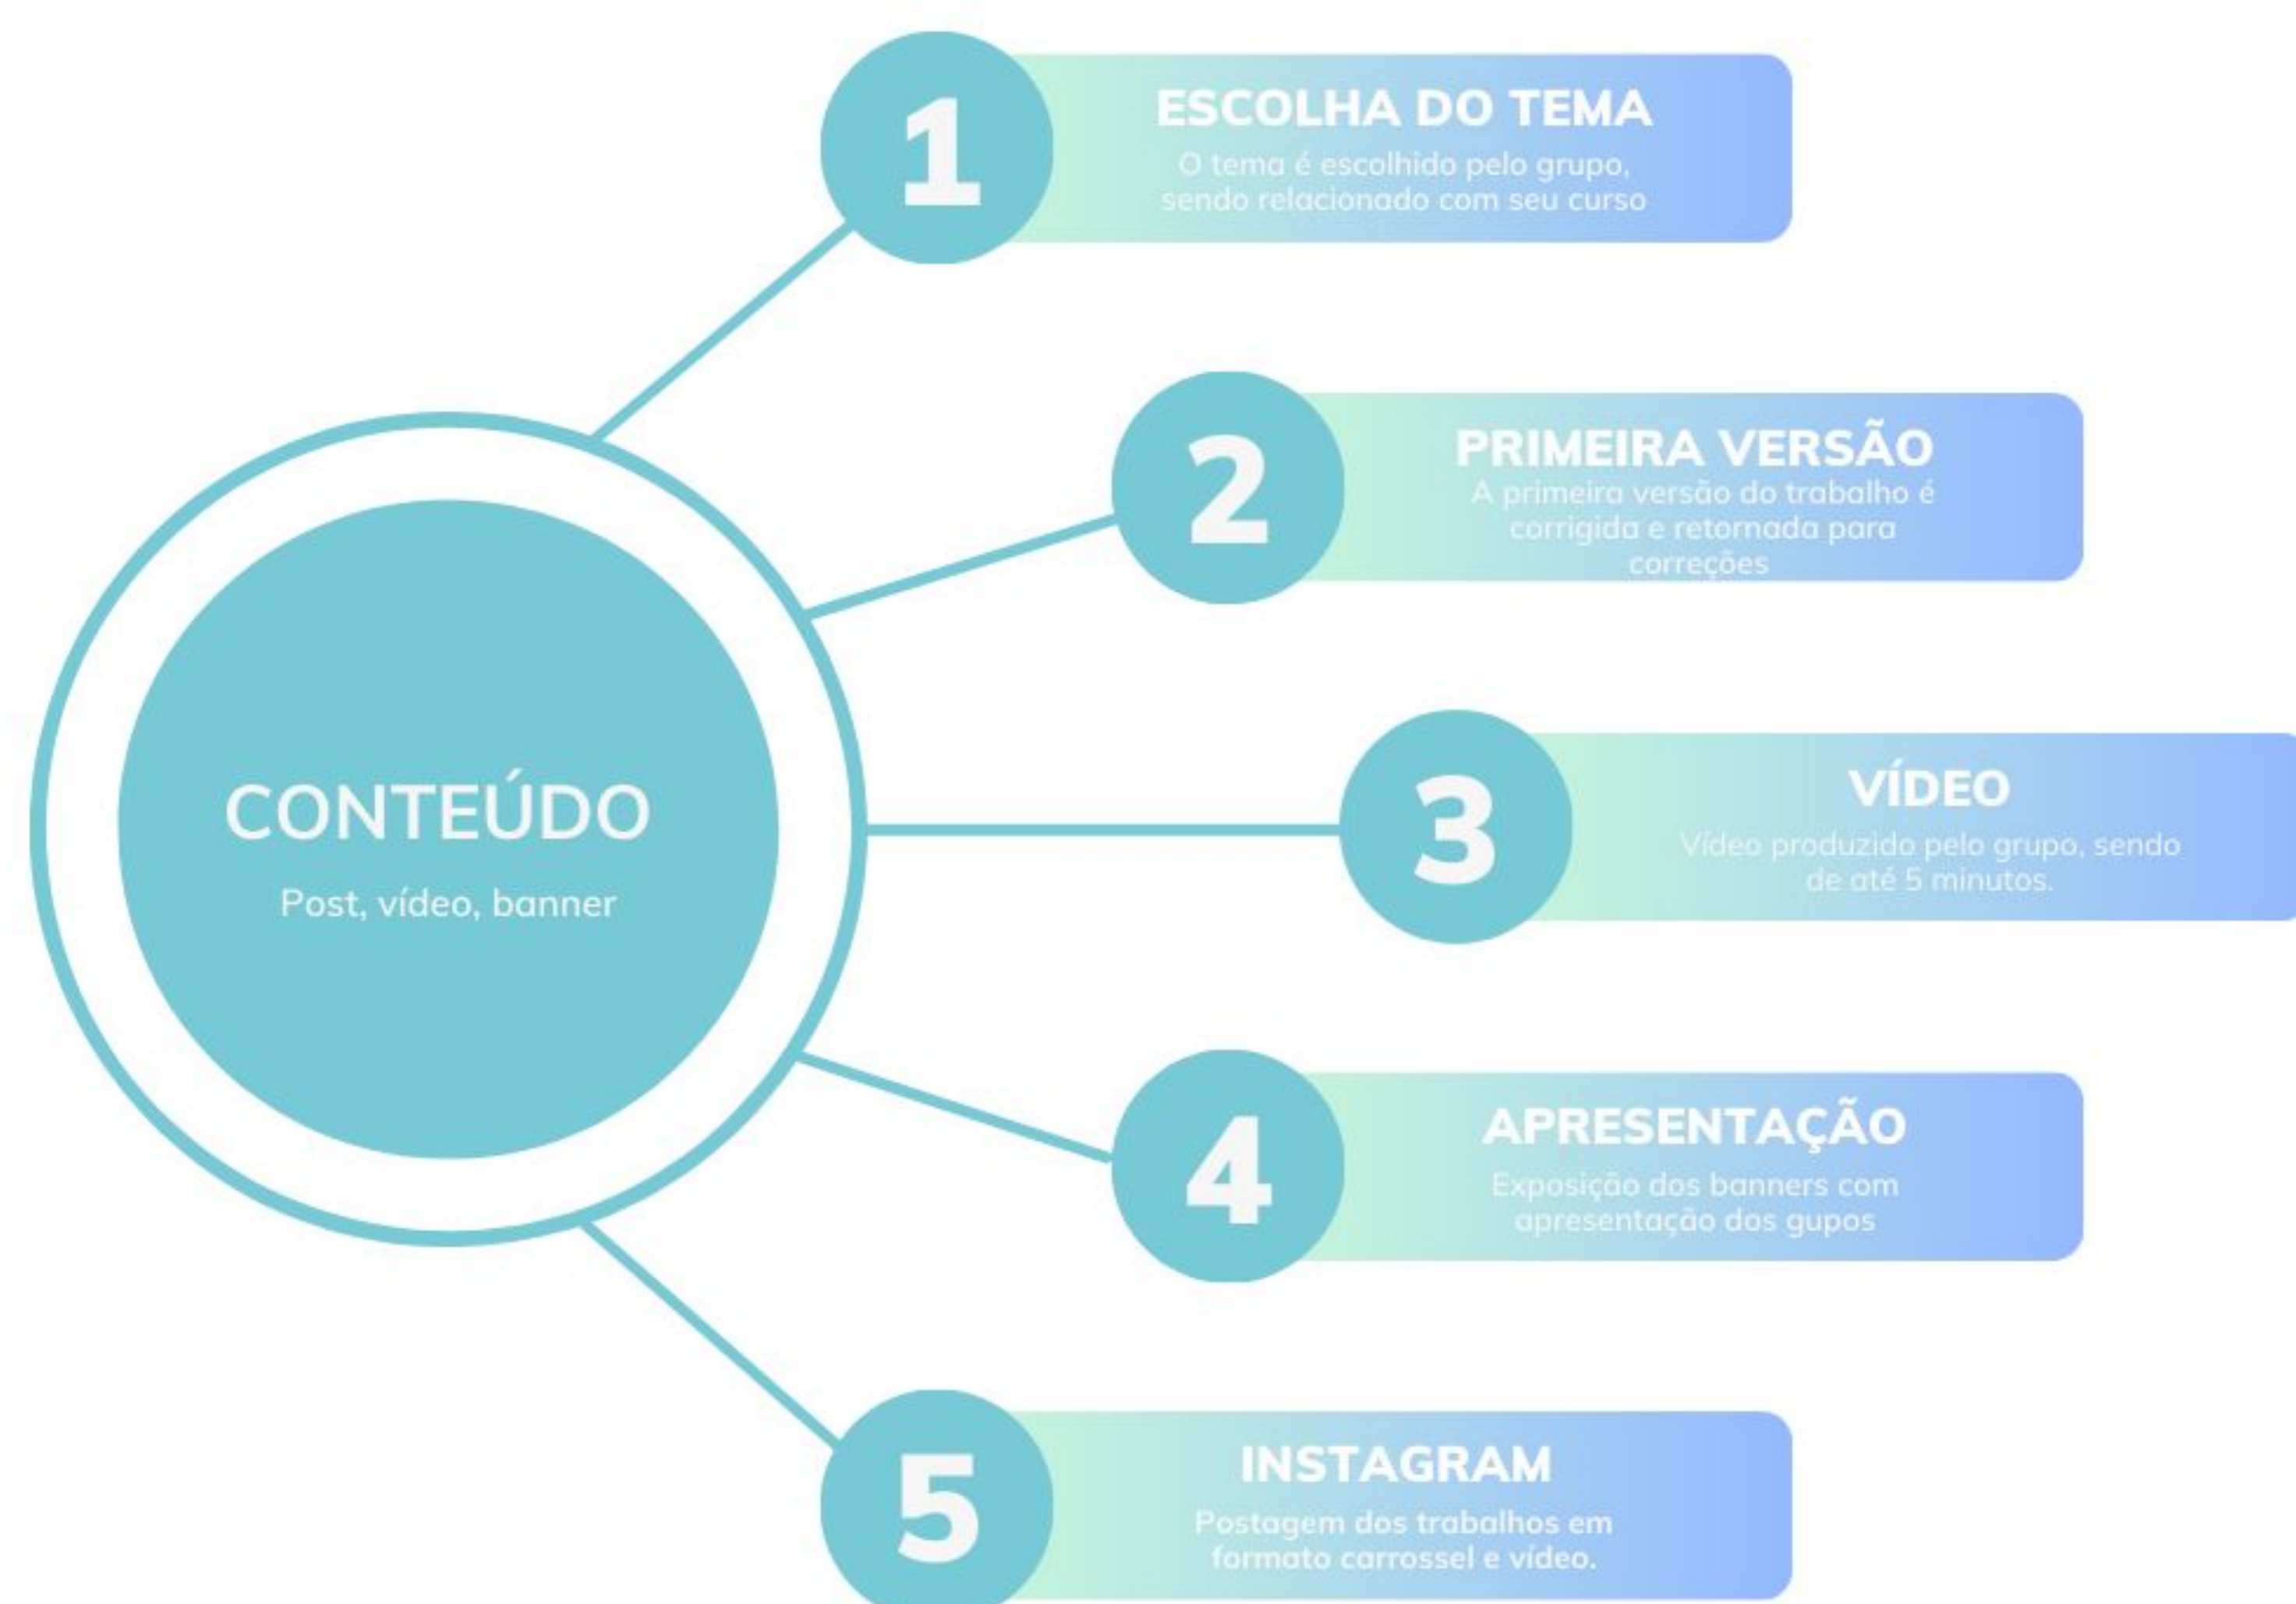 CONTEÚDO
Post, vídeo, banner
1
ESCOLHA DO TEMA
O tema é escolhido pelo grupo,
sendo relacionado com seu curso
2
PRIMEIRA VERSÃO
A primeira versão do trabalho é
corrigida e retornada para
correções
3
VÍDEO
Vídeo produzido pelo grupo, sendo
de até 5 minutos.
4
APRESENTAÇÃO
Exposição dos banners com
apresentação dos gupos
5
INSTAGRAM
Postagem dos trabalhos em
formato carrossel e vídeo.